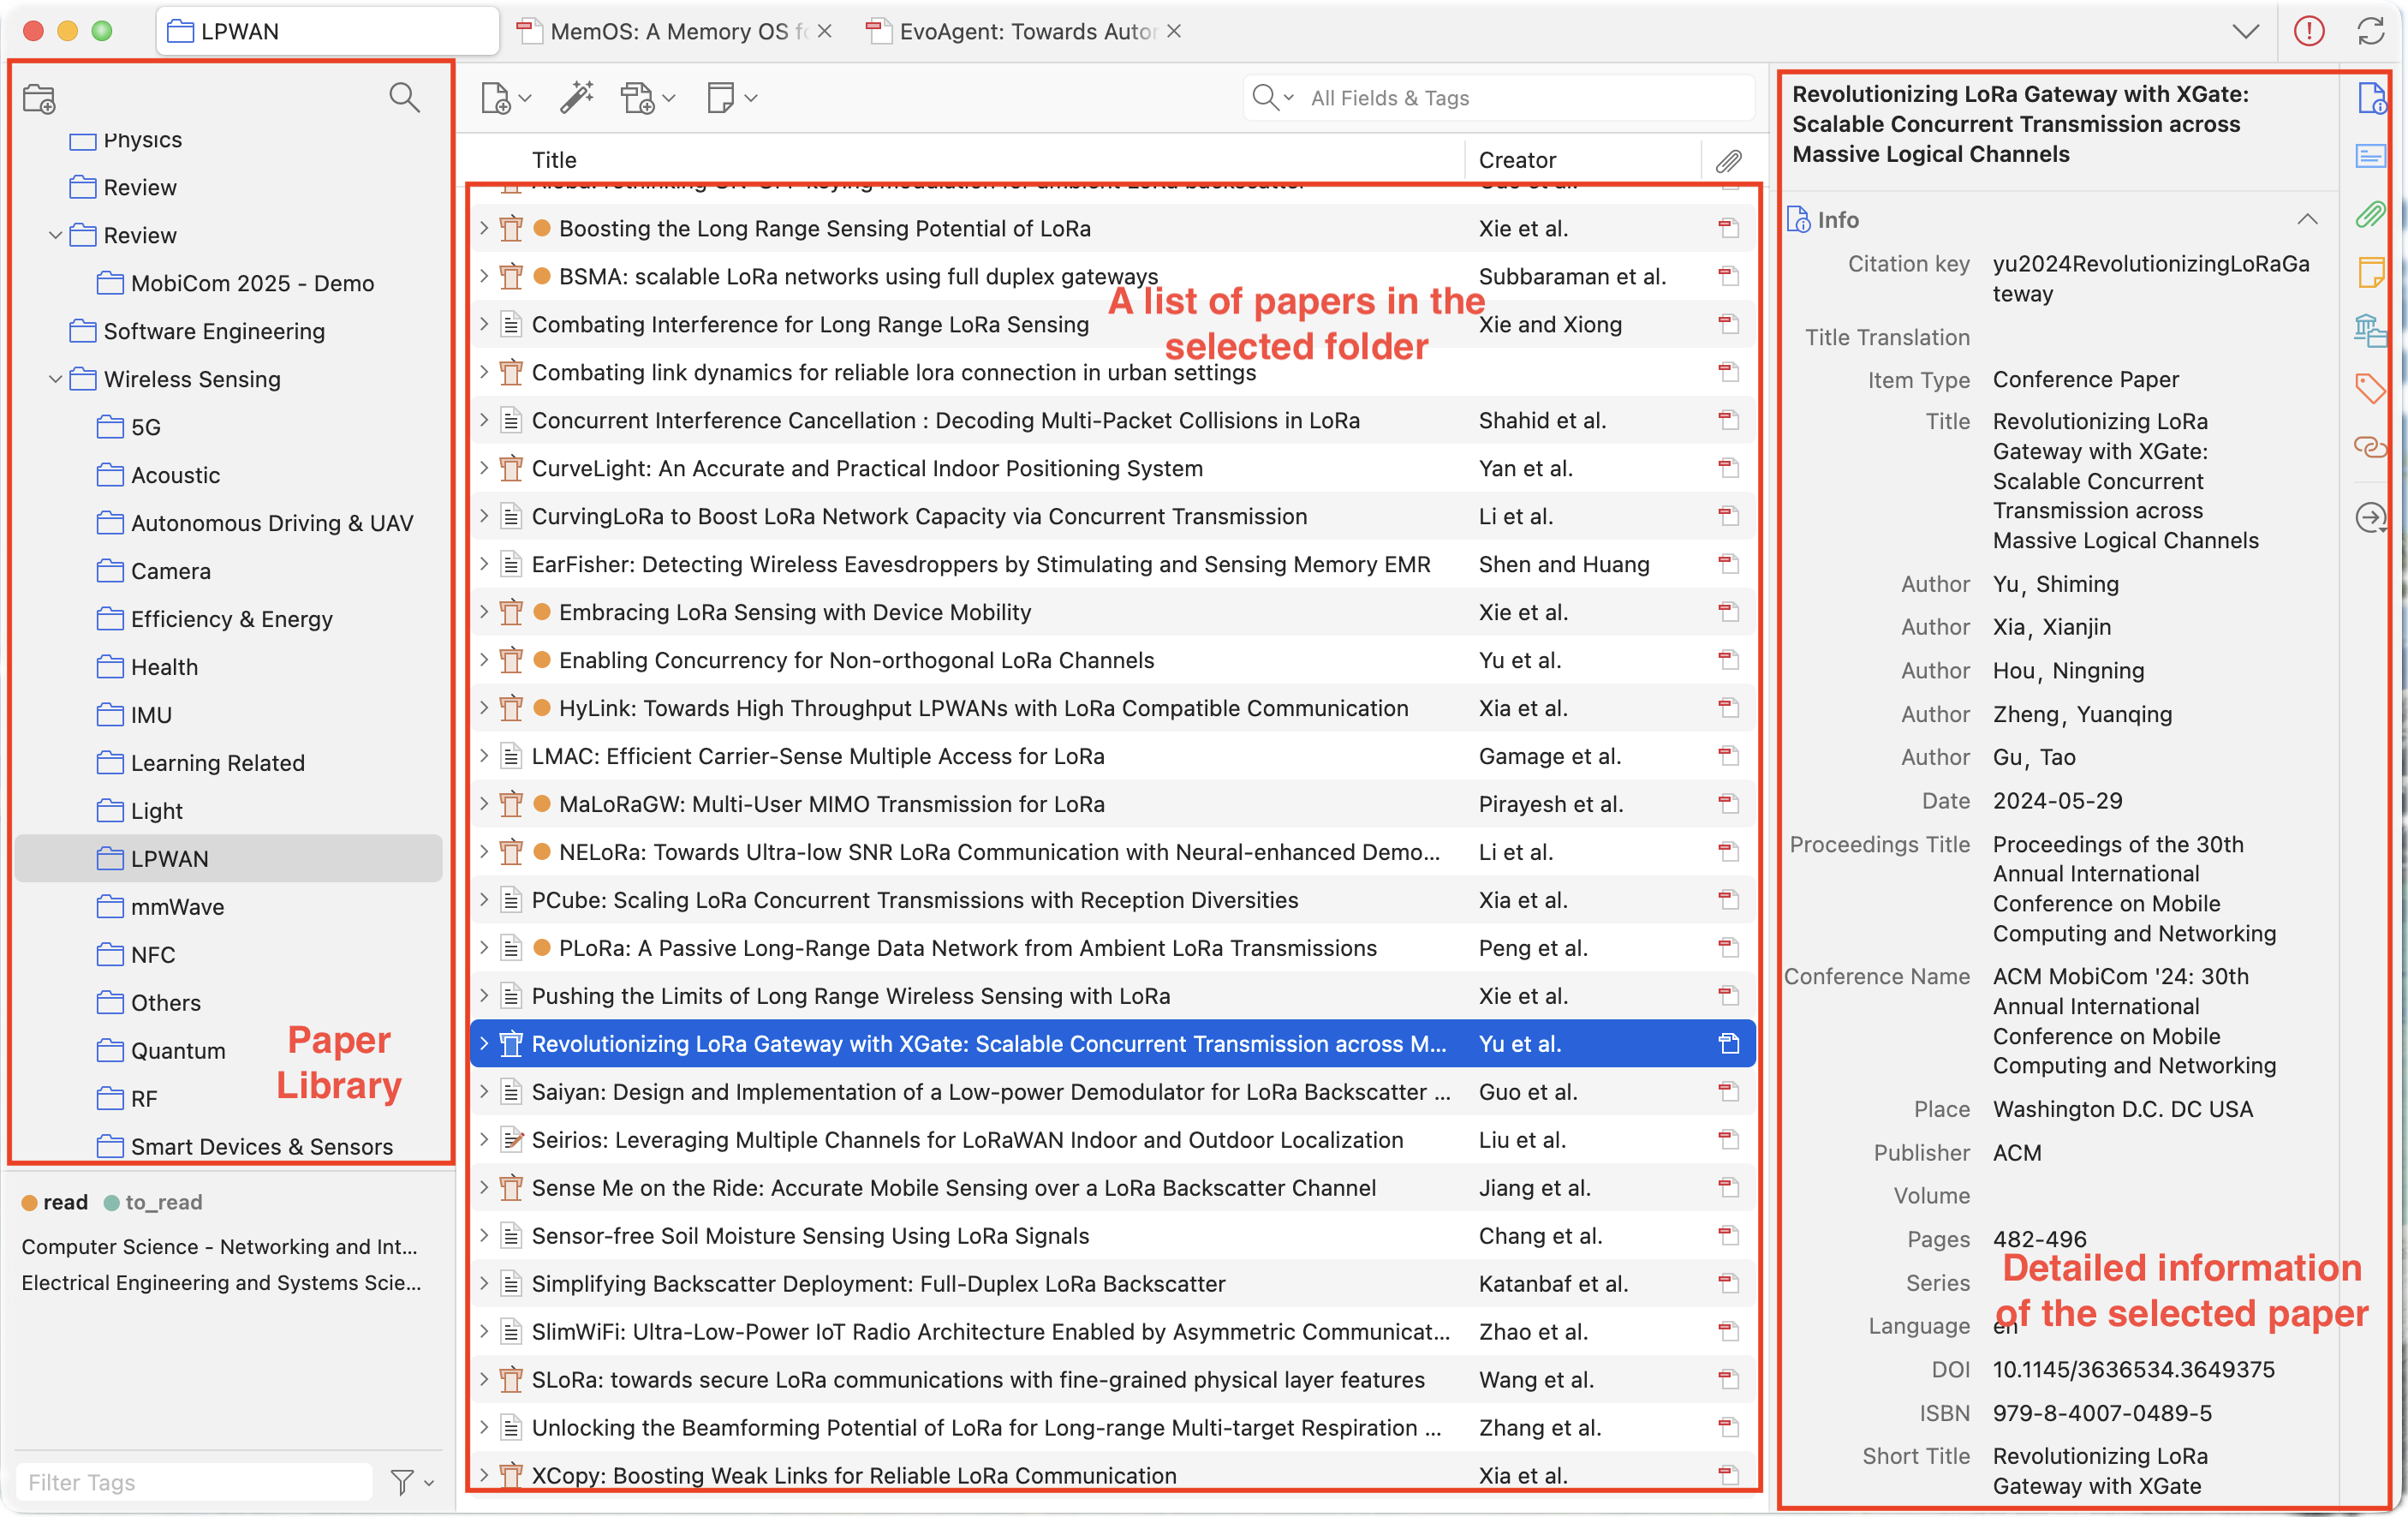 LPWAN
MemOS: A Memory OS fo
EvoAgent: Towards Autor
All Fields & Tags
Physics
Review
Review
MobiCom 2025 - Demo
Software Engineering
Wireless Sensing
5G
Acoustic
Autonomous Driving & UAV
Camera
Efficiency & Energy
Health
IMU
Learning Related
Light
LPWAN
mmWave
NFC
Others
Quantum
RF
Smart Devices & Sensors
Paper
Library
read to_read
Computer Science - Networking and Int...
Electrical Engineering and Systems Scie...
Filter Tags
Title Creator
Aloba: rethinking ON-OFF keying modulation for ambient LoRa backscatter Guo et al.
Boosting the Long Range Sensing Potential of LoRa Xie et al.
BSMA: scalable LoRa networks using full duplex gateways Subbaraman et al.
Combating Interference for Long Range LoRa Sensing Xie and Xiong
Combating link dynamics for reliable lora connection in urban settings
Concurrent Interference Cancellation : Decoding Multi-Packet Collisions in LoRa Shahid et al.
CurveLight: An Accurate and Practical Indoor Positioning System Yan et al.
CurvingLoRa to Boost LoRa Network Capacity via Concurrent Transmission Li et al.
EarFisher: Detecting Wireless Eavesdroppers by Stimulating and Sensing Memory EMR Shen and Huang
Embracing LoRa Sensing with Device Mobility Xie et al.
Enabling Concurrency for Non-orthogonal LoRa Channels Yu et al.
HyLink: Towards High Throughput LPWANs with LoRa Compatible Communication Xia et al.
LMAC: Efficient Carrier-Sense Multiple Access for LoRa Gamage et al.
MaLoRaGW: Multi-User MIMO Transmission for LoRa Pirayesh et al.
NELoRa: Towards Ultra-low SNR LoRa Communication with Neural-enhanced Demo... Li et al.
PCube: Scaling LoRa Concurrent Transmissions with Reception Diversities Xia et al.
PLoRa: A Passive Long-Range Data Network from Ambient LoRa Transmissions Peng et al.
Pushing the Limits of Long Range Wireless Sensing with LoRa Xie et al.
Revolutionizing LoRa Gateway with XGate: Scalable Concurrent Transmission across M... Yu et al.
Saiyan: Design and Implementation of a Low-power Demodulator for LoRa Backscatter ... Guo et al.
Seirios: Leveraging Multiple Channels for LoRaWAN Indoor and Outdoor Localization Liu et al.
Sense Me on the Ride: Accurate Mobile Sensing over a LoRa Backscatter Channel Jiang et al.
Sensor-free Soil Moisture Sensing Using LoRa Signals Chang et al.
Simplifying Backscatter Deployment: Full-Duplex LoRa Backscatter Katanbaf et al.
SlimWiFi: Ultra-Low-Power IoT Radio Architecture Enabled by Asymmetric Communicat... Zhao et al.
SLoRa: towards secure LoRa communications with fine-grained physical layer features Wang et al.
Unlocking the Beamforming Potential of LoRa for Long-range Multi-target Respiration ... Zhang et al.
XCopy: Boosting Weak Links for Reliable LoRa Communication Xia et al.
A list of papers in the
selected folder
Revolutionizing LoRa Gateway with XGate:
Scalable Concurrent Transmission across
Massive Logical Channels
Info
Citation key yu2024RevolutionizingLoRaGa
teway
Title Translation
Item Type Conference Paper
Title Revolutionizing LoRa
Gateway with XGate:
Scalable Concurrent
Transmission across
Massive Logical Channels
Author Yu, Shiming
Author Xia, Xianjin
Author Hou, Ningning
Author Zheng, Yuanqing
Author Gu, Tao
Date 2024-05-29
Proceedings Title Proceedings of the 30th
Annual International
Conference on Mobile
Computing and Networking
Conference Name ACM MobiCom '24: 30th
Annual International
Conference on Mobile
Computing and Networking
Place Washington D.C. DC USA
Publisher ACM
Volume
Pages 482-496
Series
Language en
DOI 10.1145/3636534.3649375
ISBN 979-8-4007-0489-5
Short Title Revolutionizing LoRa
Gateway with XGate
Detailed information
of the selected paper